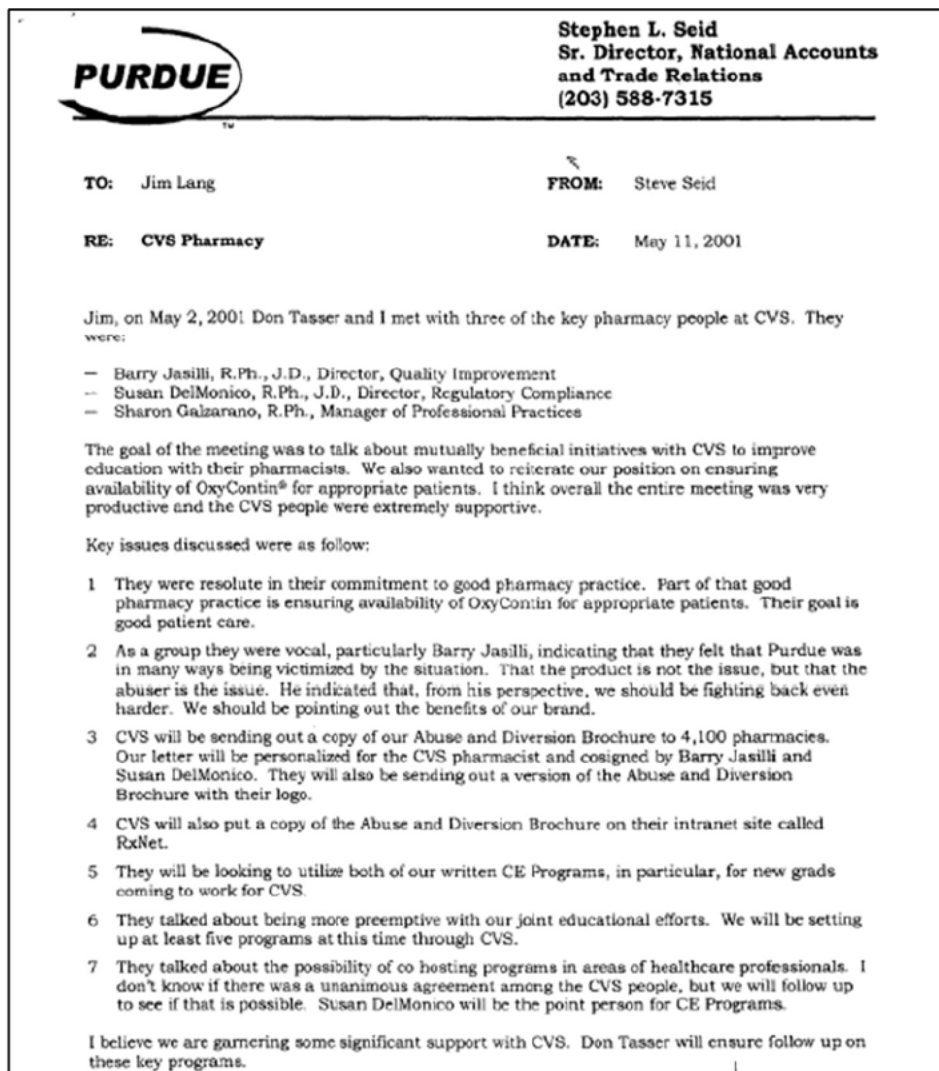 Stephen L. Seid
Sr. Director, National Accounts
and Trade Relations
(203) 588-7315
PURDUE
TM
TO: Jim Lang
FROM: Steve Seid
RE: CVS Pharmacy
DATE: May 11, 2001
Jim, on May 2, 2001 Don Tasser and I met with three of the key pharmacy people at CVS. They
were:
— Barry Jasilli, R.Ph., J.D., Director, Quality Improvement
— Susan DelMonico, R.Ph., J.D., Director, Regulatory Compliance
— Sharon Galzarano, R.Ph., Manager of Professional Practices
The goal of the meeting was to talk about mutually beneficial initiatives with CVS to improve
education with their pharmacists. We also wanted to reiterate our position on ensuring
availability of OxyContin® for appropriate patients. I think overall the entire meeting was very
productive and the CVS people were extremely supportive.
Key issues discussed were as follow:
1 They were resolute in their commitment to good pharmacy practice. Part of that good
pharmacy practice is ensuring availability of OxyContin for appropriate patients. Their goal is
good patient care.
2 As a group they were vocal, particularly Barry Jasilli, indicating that they felt that Purdue was
in many ways being victimized by the situation. That the product is not the issue, but that the
abuser is the issue. He indicated that, from his perspective, we should be fighting back even
harder. We should be pointing out the benefits of our brand.
3 CVS will be sending out a copy of our Abuse and Diversion Brochure to 4,100 pharmacies.
Our letter will be personalized for the CVS pharmacist and cosigned by Barry Jasilli and
Susan DelMonico. They will also be sending out a version of the Abuse and Diversion
Brochure with their logo.
4 CVS will also put a copy of the Abuse and Diversion Brochure on their intranet site called
RxNet.
5 They will be looking to utilize both of our written CE Programs, in particular, for new grads
coming to work for CVS.
6 They talked about being more preemptive with our joint educational efforts. We will be setting
up at least five programs at this time through CVS.
7 They talked about the possibility of co hosting programs in areas of healthcare professionals. I
don't know if there was a unanimous agreement among the CVS people, but we will follow up
to see if that is possible. Susan DelMonico will be the point person for CE Programs.
I believe we are garnering some significant support with CVS. Don Tasser will ensure follow up on
these key programs.